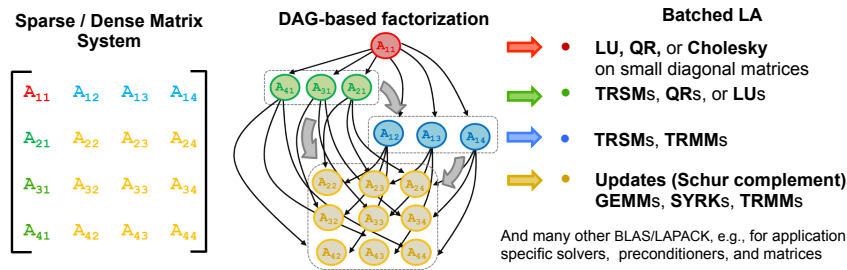 Sparse / Dense Matrix
System
A11 A12 A13 A14
A21 A22 A23 A24
A31 A32 A33 A34
A41 A42 A43 A44
DAG-based factorization
A11
A41 A31 A21
A12 A13 A14
A22 A23 A24
A32 A33 A34
A42 A43 A44
Batched LA
• LU, QR, or Cholesky
on small diagonal matrices
• TRSMs, QRs, or LUs
• TRSMs, TRMMs
• Updates (Schur complement)
GEMMs, SYRKs, TRMMs
And many other BLAS/LAPACK, e.g., for application
specific solvers, preconditioners, and matrices